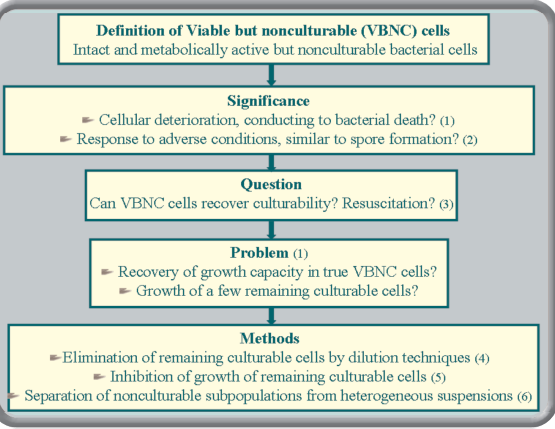 Definition of Viable but nonculturable (VBNC) cells
Intact and metabolically active but nonculturable bacterial cells
Significance
Cellular deterioration, conducting to bacterial death? (1)
Response to adverse conditions, similar to spore formation? (2)
Question
Can VBNC cells recover culturability? Resuscitation? (3)
Problem (1)
Recovery of growth capacity in true VBNC cells?
Growth of a few remaining culturable cells?
Methods
Elimination of remaining culturable cells by dilution techniques (4)
Inhibition of growth of remaining culturable cells (5)
Separation of nonculturable subpopulations from heterogeneous suspensions (6)